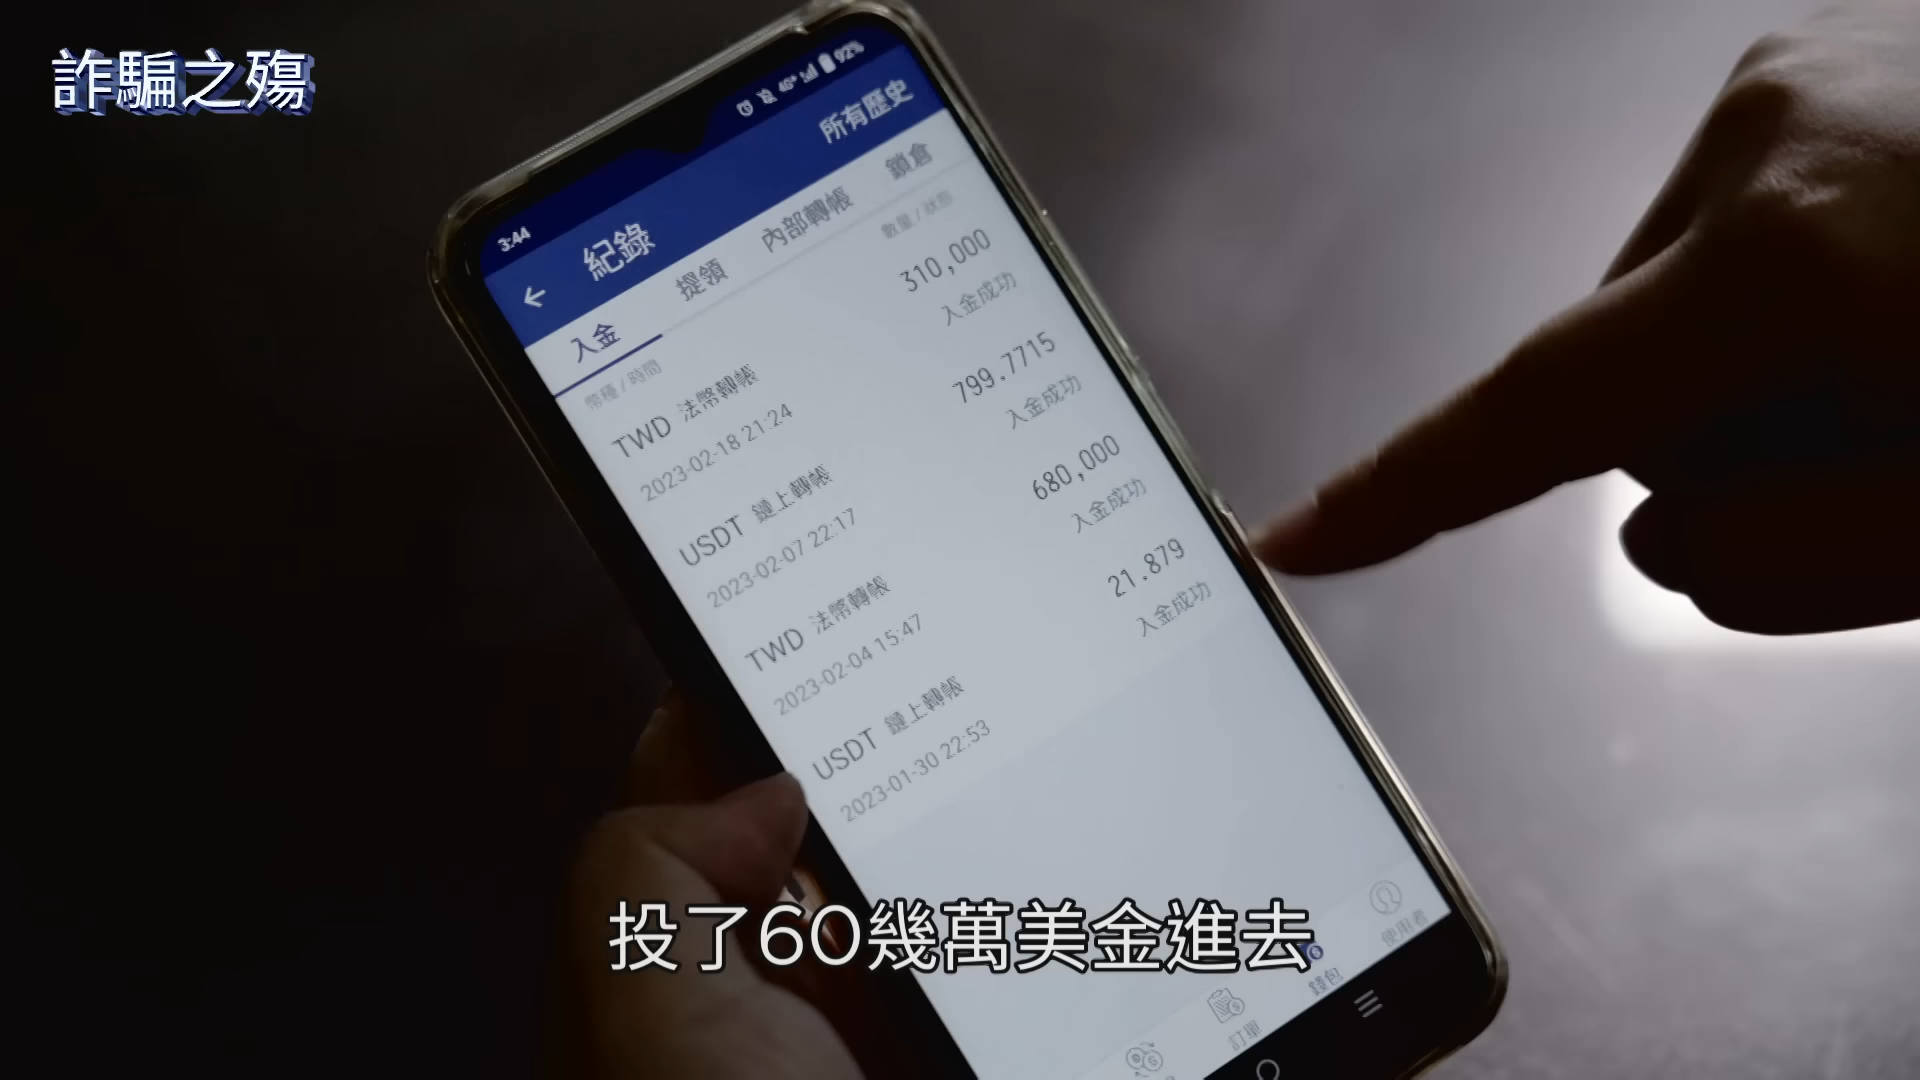 詐騙之殤
3:44
92%
紀錄
所有歷史
入金 提領 內部轉帳 鎖倉
幣種 / 時間 數量 / 狀態
TWD 法幣轉帳 310,000
2023-02-18 21:24 入金成功
USDT 鏈上轉帳 799.7715
2023-02-07 22:17 入金成功
TWD 法幣轉帳 680,000
2023-02-04 15:47 入金成功
USDT 鏈上轉帳 21.879
2023-01-30 22:53 入金成功
訂單 錢包 使用者
投了60幾萬美金進去